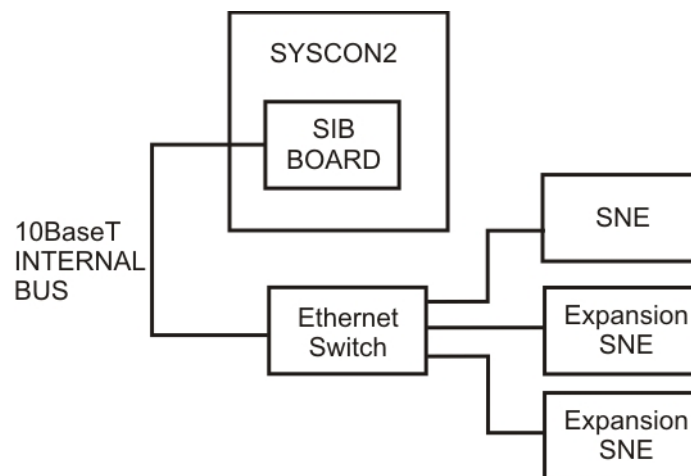 SYSCON2
SIB
BOARD
10BaseT
INTERNAL
BUS
Ethernet
Switch
SNE
Expansion
SNE
Expansion
SNE